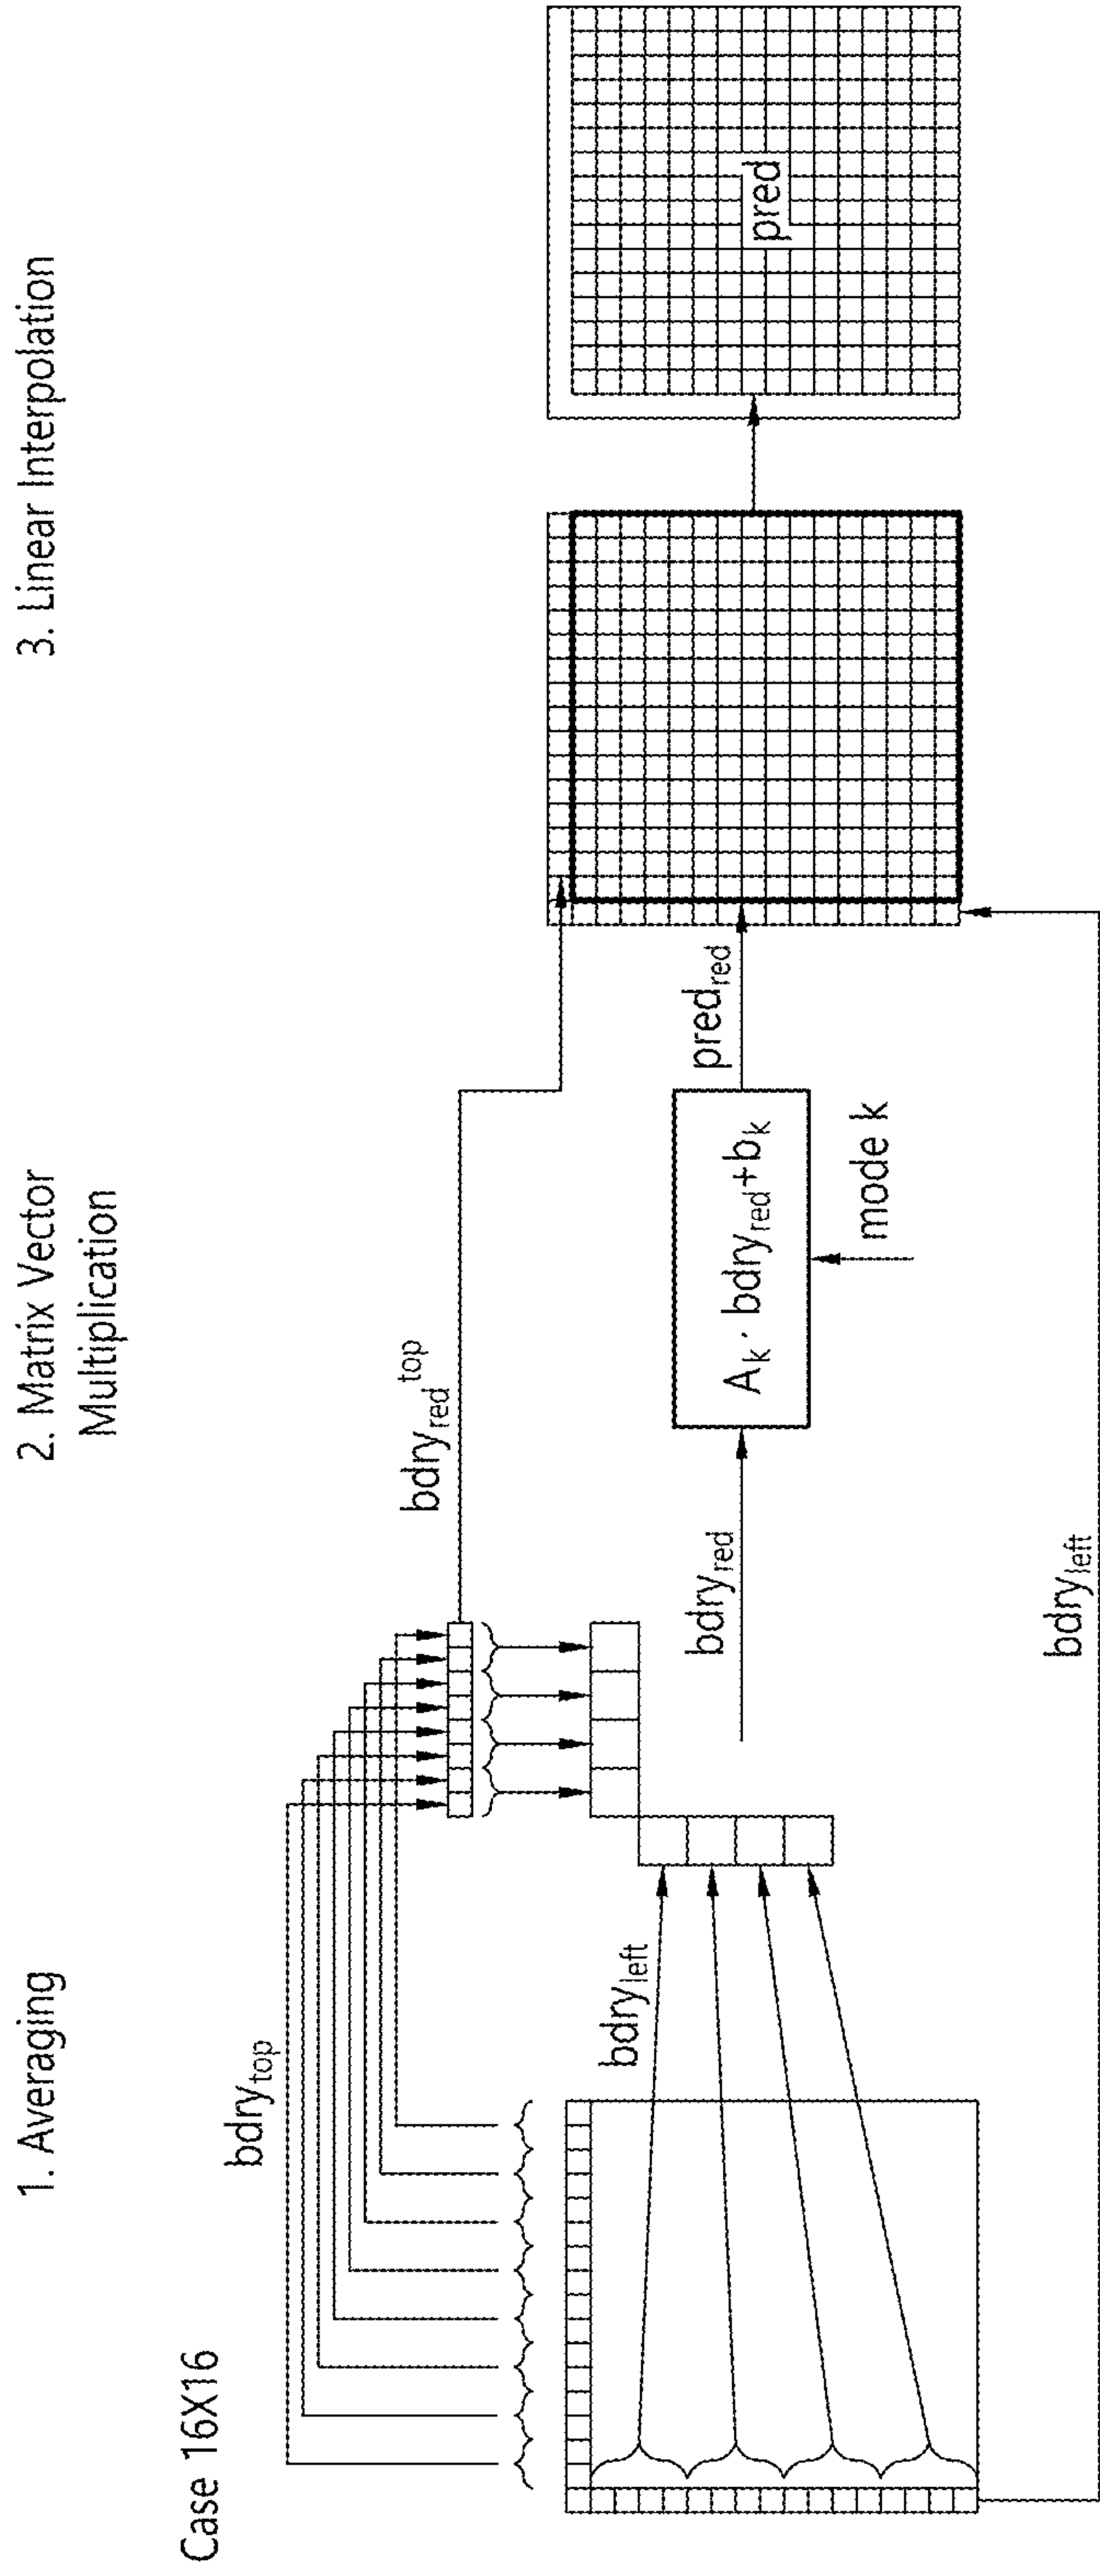 1. Averaging
2. Matrix Vector
Multiplication
3. Linear Interpolation
Case 16X16
bdry_top
bdry_red^top
bdry_left
bdry_red
A_k · bdry_red+b_k
mode k
pred_red
pred
bdry_left